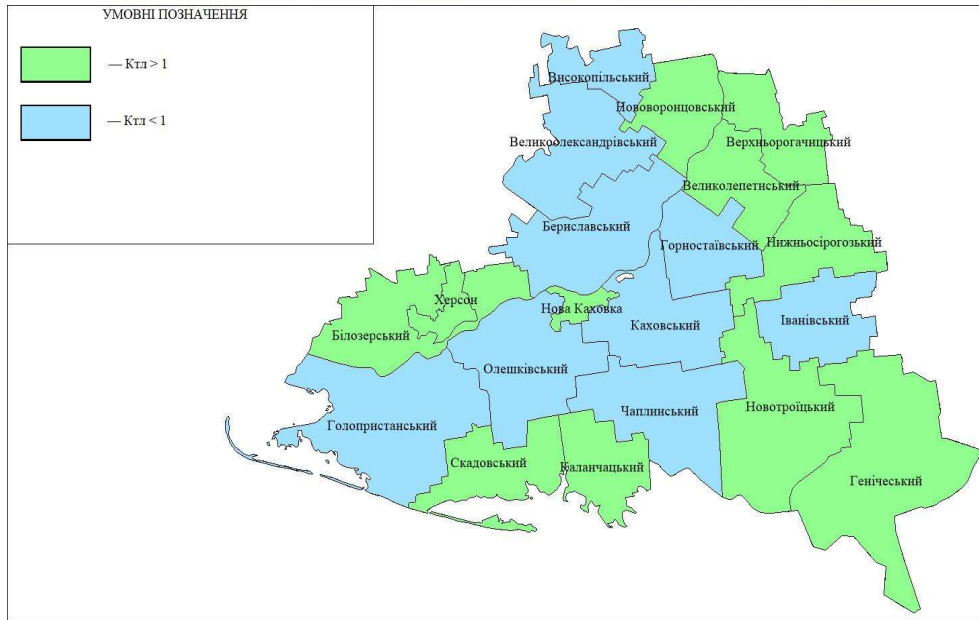 УМОВНІ ПОЗНАЧЕННЯ
— Ктл > 1
— Ктл < 1
Високопільський
Нововоронцовський
Великоолександрівський
Верхньорогачицький
Великолепетиський
Бериславський
Горностаївський
Нижньосірогозький
Херсон
Нова Каховка
Білозерський
Каховський
Іванівський
Олешківський
Голопристанський
Чаплинський
Новотроїцький
Скадовський
Каланчацький
Генічеський